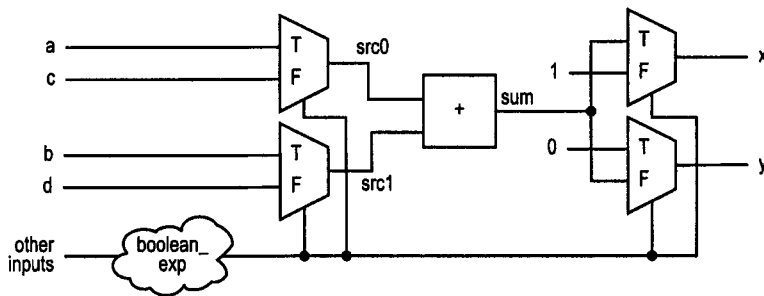 a
T
src0
c
F
T
x
1
F
+
sum
b
T
0
T
y
d
F
src1
F
other
inputs
boolean_
exp